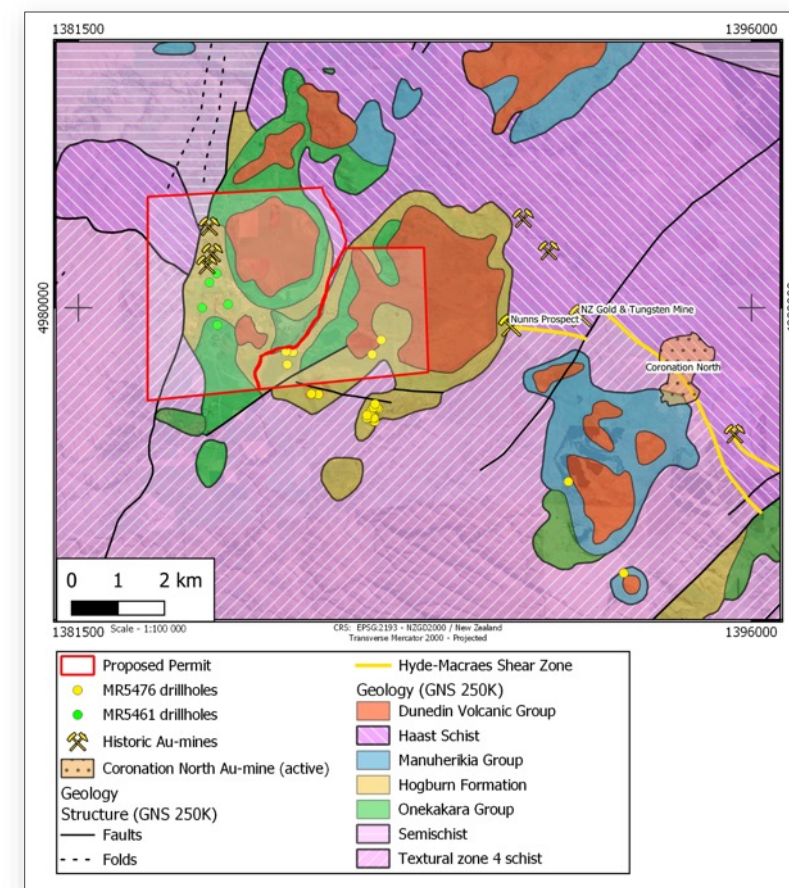 1381500
1396000
4980000
4980000
NZ Gold & Tungsten Mine
Nunns Prospect
Coronation North
0 1 2 km
1381500
Scale - 1:100 000
CRS: EPSG:2193 - NZGD2000 / New Zealand
Transverse Mercator 2000 - Projected
1396000
Proposed Permit
MR5476 drillholes
MR5461 drillholes
Historic Au-mines
Coronation North Au-mine (active)
Geology
Structure (GNS 250K)
Faults
Folds
Hyde-Macraes Shear Zone
Geology (GNS 250K)
Dunedin Volcanic Group
Haast Schist
Manuherikia Group
Hogburn Formation
Onekakara Group
Semischist
Textural zone 4 schist